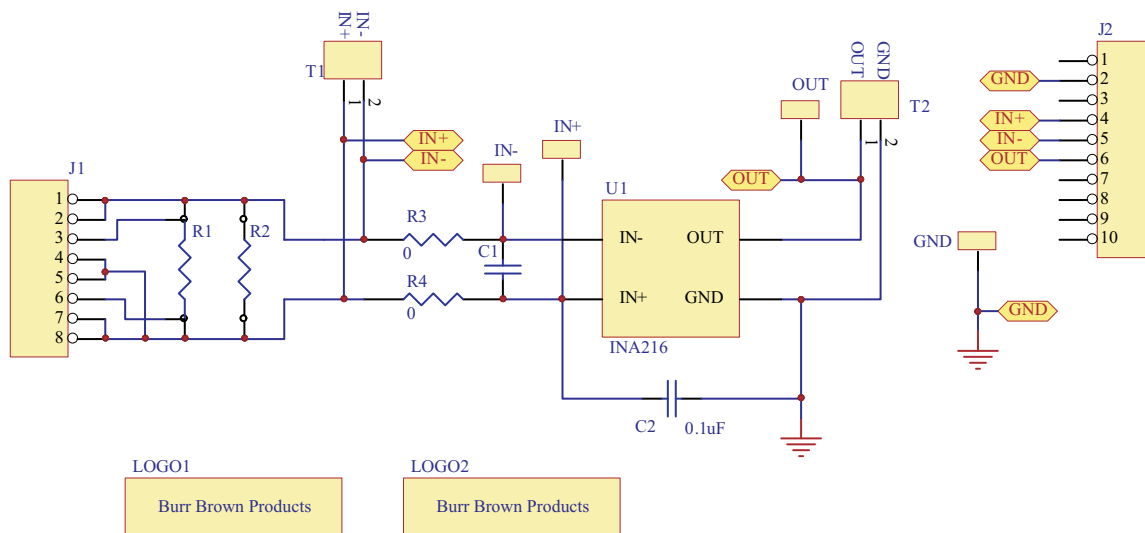 IN+
IN-
T1
1
2
IN+
IN-
IN-
IN+
J1
1
2
3
4
5
6
7
8
R1
R2
R3
0
R4
0
C1
U1
IN-
OUT
IN+
GND
INA216
C2
0.1uF
OUT
OUT
OUT
GND
T2
1
2
GND
GND
J2
1
2
3
4
5
6
7
8
9
10
GND
IN+
IN-
OUT
LOGO1
Burr Brown Products
LOGO2
Burr Brown Products